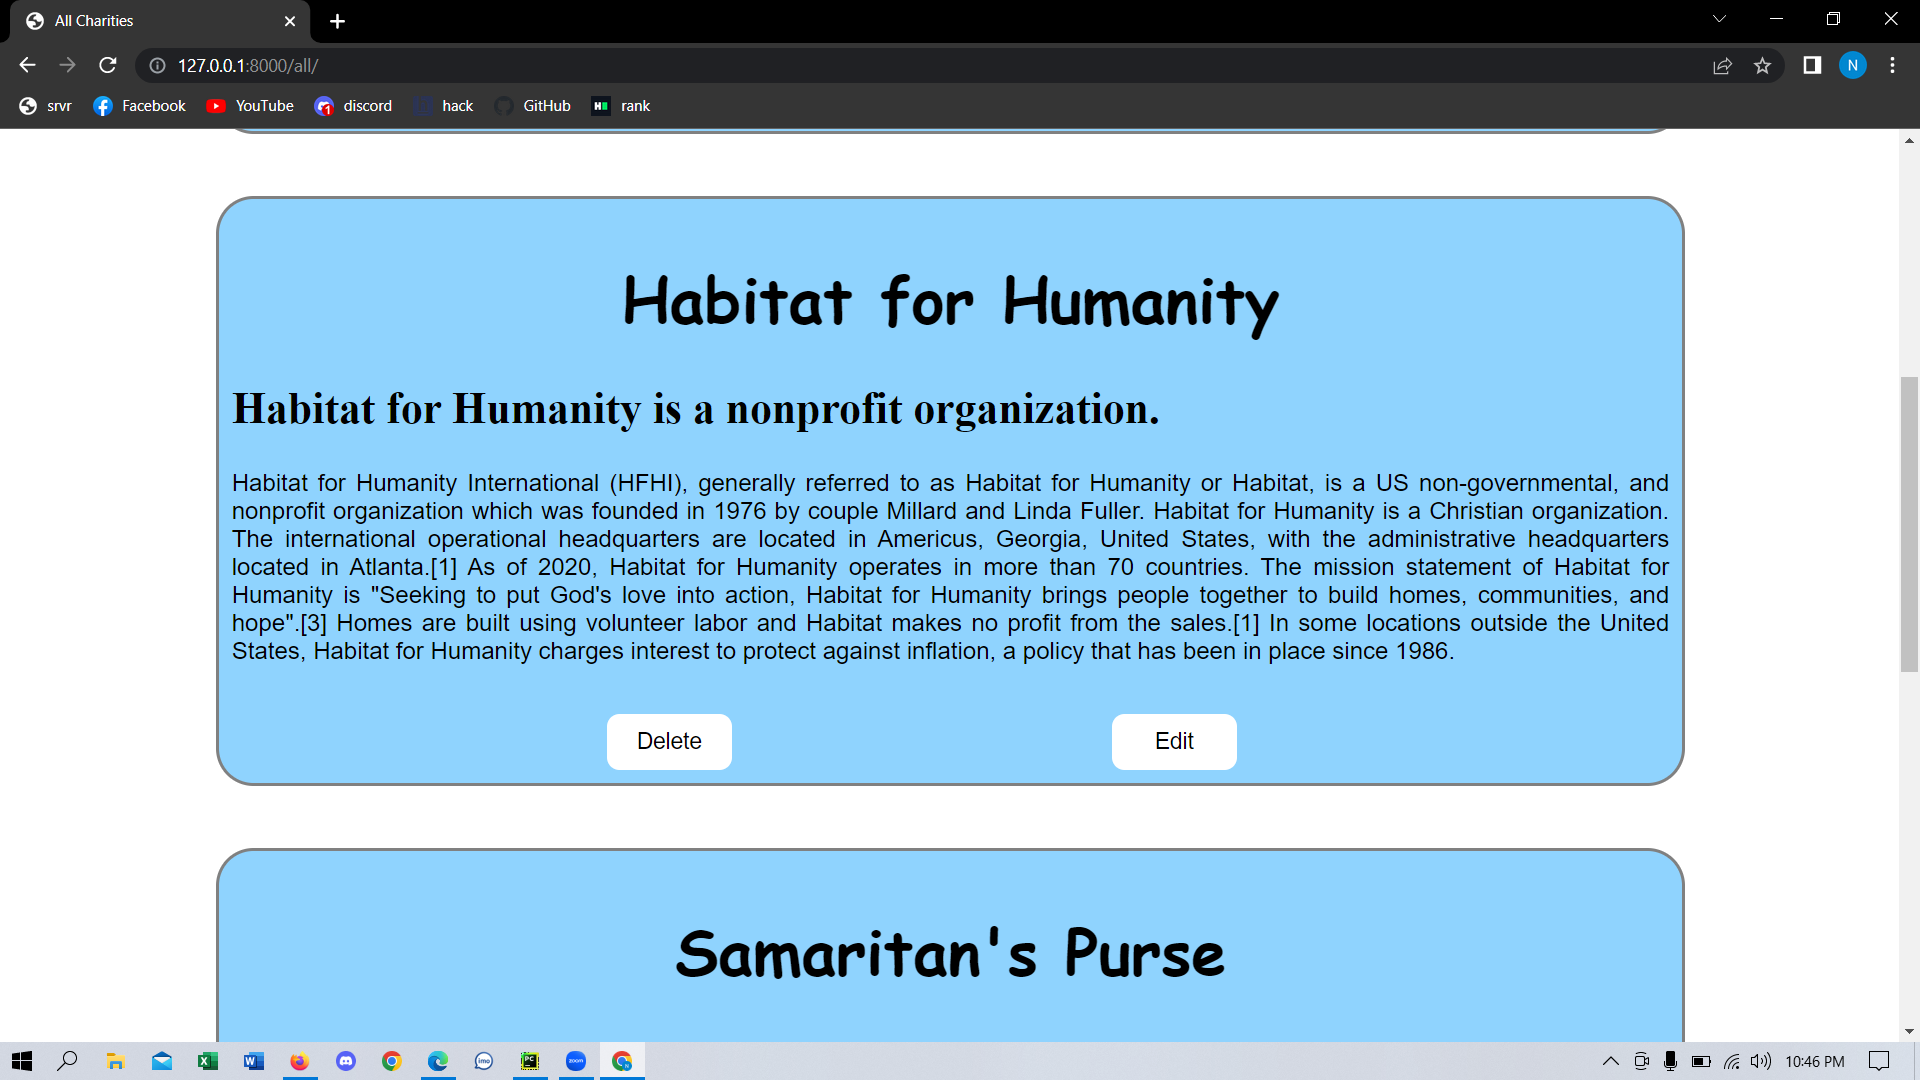 All Charities
127.0.0.1:8000/all/
N
srvr Facebook YouTube discord hack GitHub rank
Habitat for Humanity
Habitat for Humanity is a nonprofit organization.
Habitat for Humanity International (HFHI), generally referred to as Habitat for Humanity or Habitat, is a US non-governmental, and
nonprofit organization which was founded in 1976 by couple Millard and Linda Fuller. Habitat for Humanity is a Christian organization.
The international operational headquarters are located in Americus, Georgia, United States, with the administrative headquarters
located in Atlanta.[1] As of 2020, Habitat for Humanity operates in more than 70 countries. The mission statement of Habitat for
Humanity is "Seeking to put God's love into action, Habitat for Humanity brings people together to build homes, communities, and
hope".[3] Homes are built using volunteer labor and Habitat makes no profit from the sales.[1] In some locations outside the United
States, Habitat for Humanity charges interest to protect against inflation, a policy that has been in place since 1986.
Delete Edit
Samaritan's Purse
10:46 PM